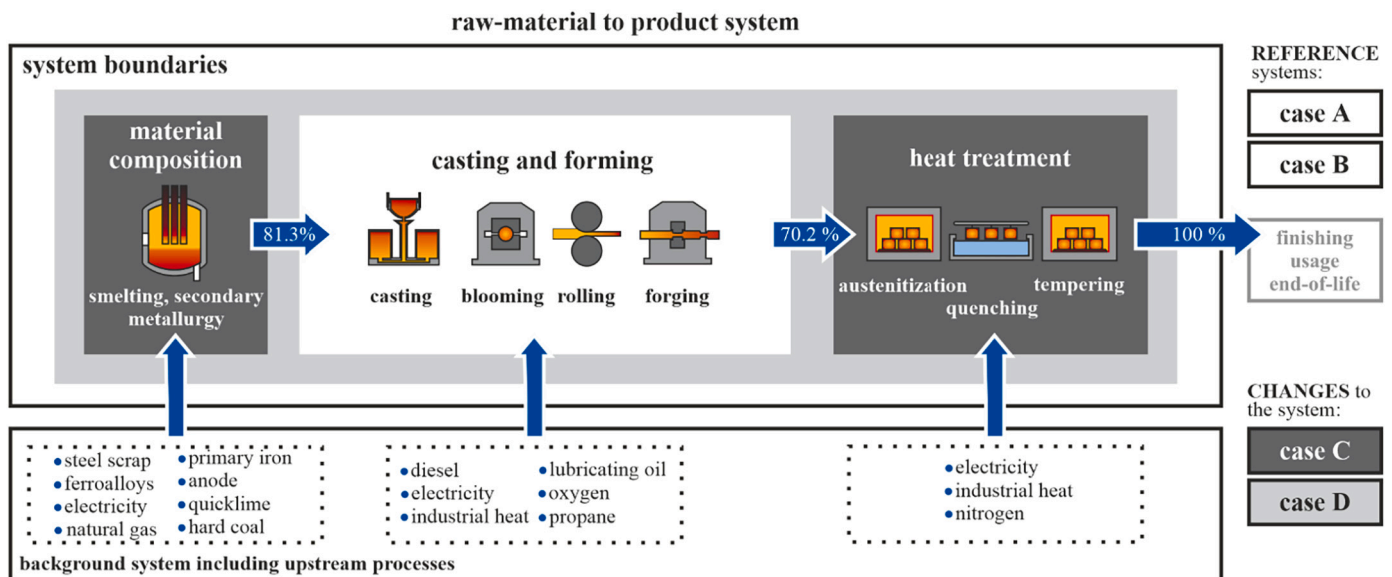 raw-material to product system
system boundaries
material
composition
smelting, secondary
metallurgy
81.3%
casting and forming
casting
blooming
rolling
forging
70.2 %
heat treatment
austenitization
quenching
tempering
100 %
REFERENCE
systems:
case A
case B
finishing
usage
end-of-life
CHANGES to
the system:
case C
case D
•steel scrap
•ferroalloys
•electricity
•natural gas
•primary iron
•anode
•quicklime
•hard coal
•diesel
•electricity
•industrial heat
•lubricating oil
•oxygen
•propane
•electricity
•industrial heat
•nitrogen
background system including upstream processes